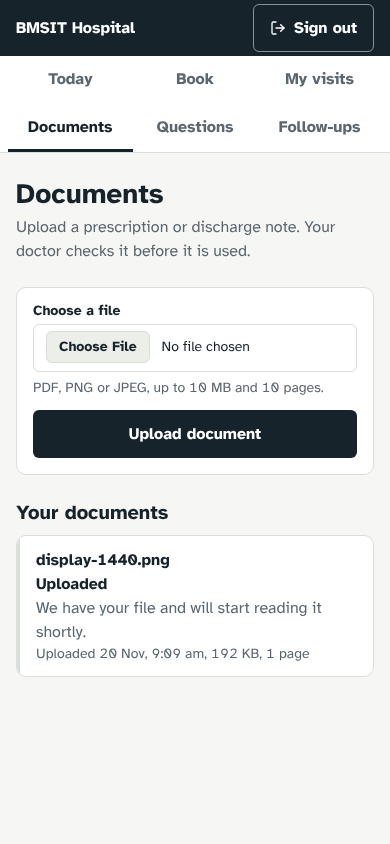 BMSIT Hospital
Sign out
Today
Book
My visits
Documents
Questions
Follow-ups
Documents
Upload a prescription or discharge note. Your
doctor checks it before it is used.
Choose a file
Choose File
No file chosen
PDF, PNG or JPEG, up to 10 MB and 10 pages.
Upload document
Your documents
display-1440.png
Uploaded
We have your file and will start reading it
shortly.
Uploaded 20 Nov, 9:09 am, 192 KB, 1 page